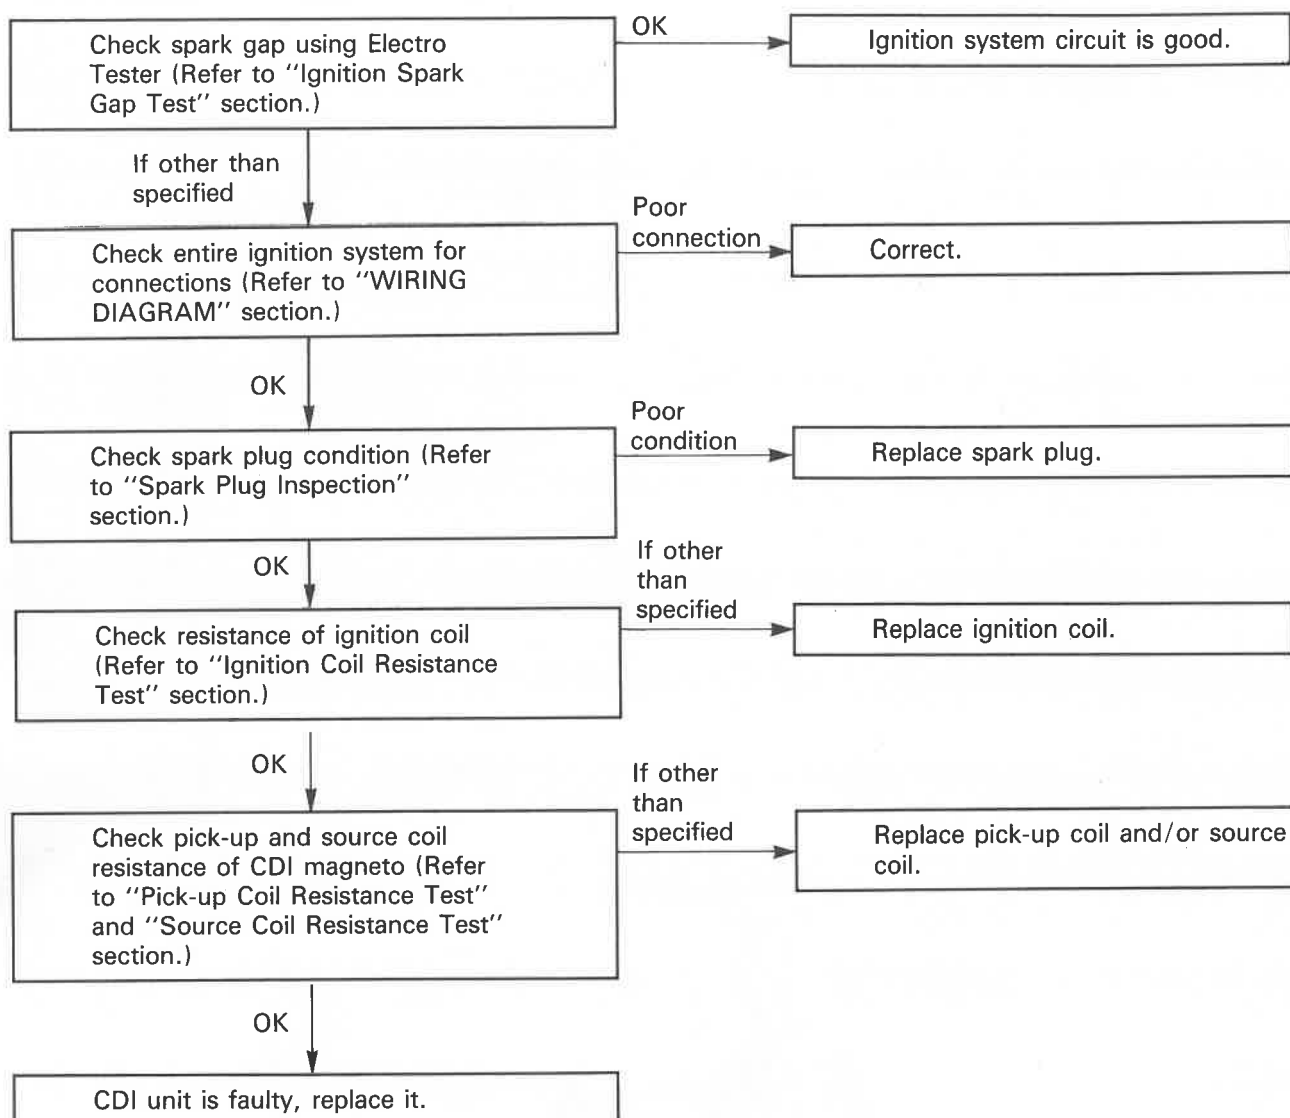 Check spark gap using Electro
Tester (Refer to "Ignition Spark
Gap Test" section.)
OK
Ignition system circuit is good.
If other than
specified
Check entire ignition system for
connections (Refer to "WIRING
DIAGRAM" section.)
Poor
connection
Correct.
OK
Check spark plug condition (Refer
to "Spark Plug Inspection"
section.)
Poor
condition
Replace spark plug.
OK
Check resistance of ignition coil
(Refer to "Ignition Coil Resistance
Test" section.)
If other
than
specified
Replace ignition coil.
OK
Check pick-up and source coil
resistance of CDI magneto (Refer
to "Pick-up Coil Resistance Test"
and "Source Coil Resistance Test"
section.)
If other
than
specified
Replace pick-up coil and/or source
coil.
OK
CDI unit is faulty, replace it.